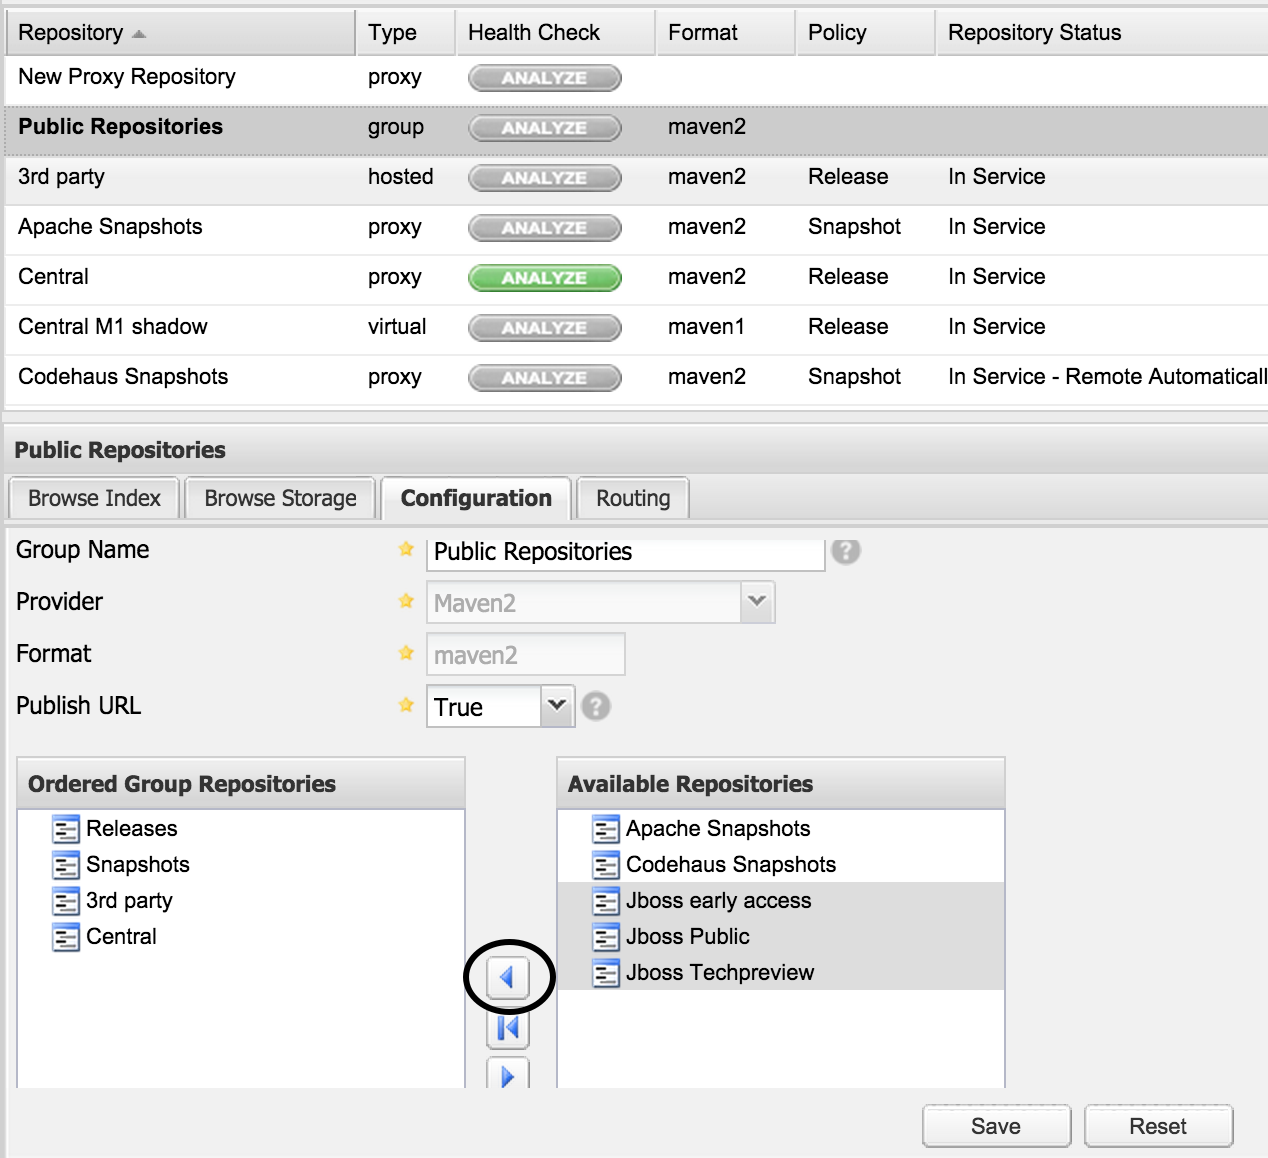 Repository Type Health Check Format Policy Repository Status
New Proxy Repository proxy ANALYZE
Public Repositories group ANALYZE maven2
3rd party hosted ANALYZE maven2 Release In Service
Apache Snapshots proxy ANALYZE maven2 Snapshot In Service
Central proxy ANALYZE maven2 Release In Service
Central M1 shadow virtual ANALYZE maven1 Release In Service
Codehaus Snapshots proxy ANALYZE maven2 Snapshot In Service - Remote Automaticall
Public Repositories
Browse Index Browse Storage Configuration Routing
Group Name Public Repositories ?
Provider Maven2
Format maven2
Publish URL True ?
Ordered Group Repositories
Releases
Snapshots
3rd party
Central
Available Repositories
Apache Snapshots
Codehaus Snapshots
Jboss early access
Jboss Public
Jboss Techpreview
Save Reset